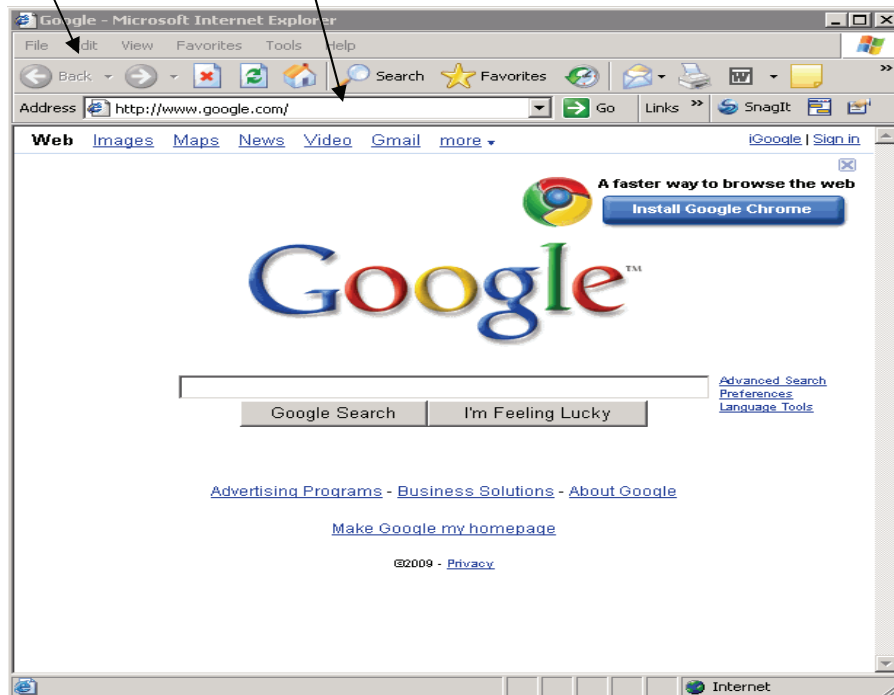 Google - Microsoft Internet Explorer
File Edit View Favorites Tools Help
Back Search Favorites »
Address http://www.google.com/ Go Links » SnagIt
Web Images Maps News Video Gmail more iGoogle | Sign in
A faster way to browse the web
Install Google Chrome
Google™
Advanced Search
Preferences
Language Tools
Google Search I'm Feeling Lucky
Advertising Programs - Business Solutions - About Google
Make Google my homepage
©2009 - Privacy
Internet